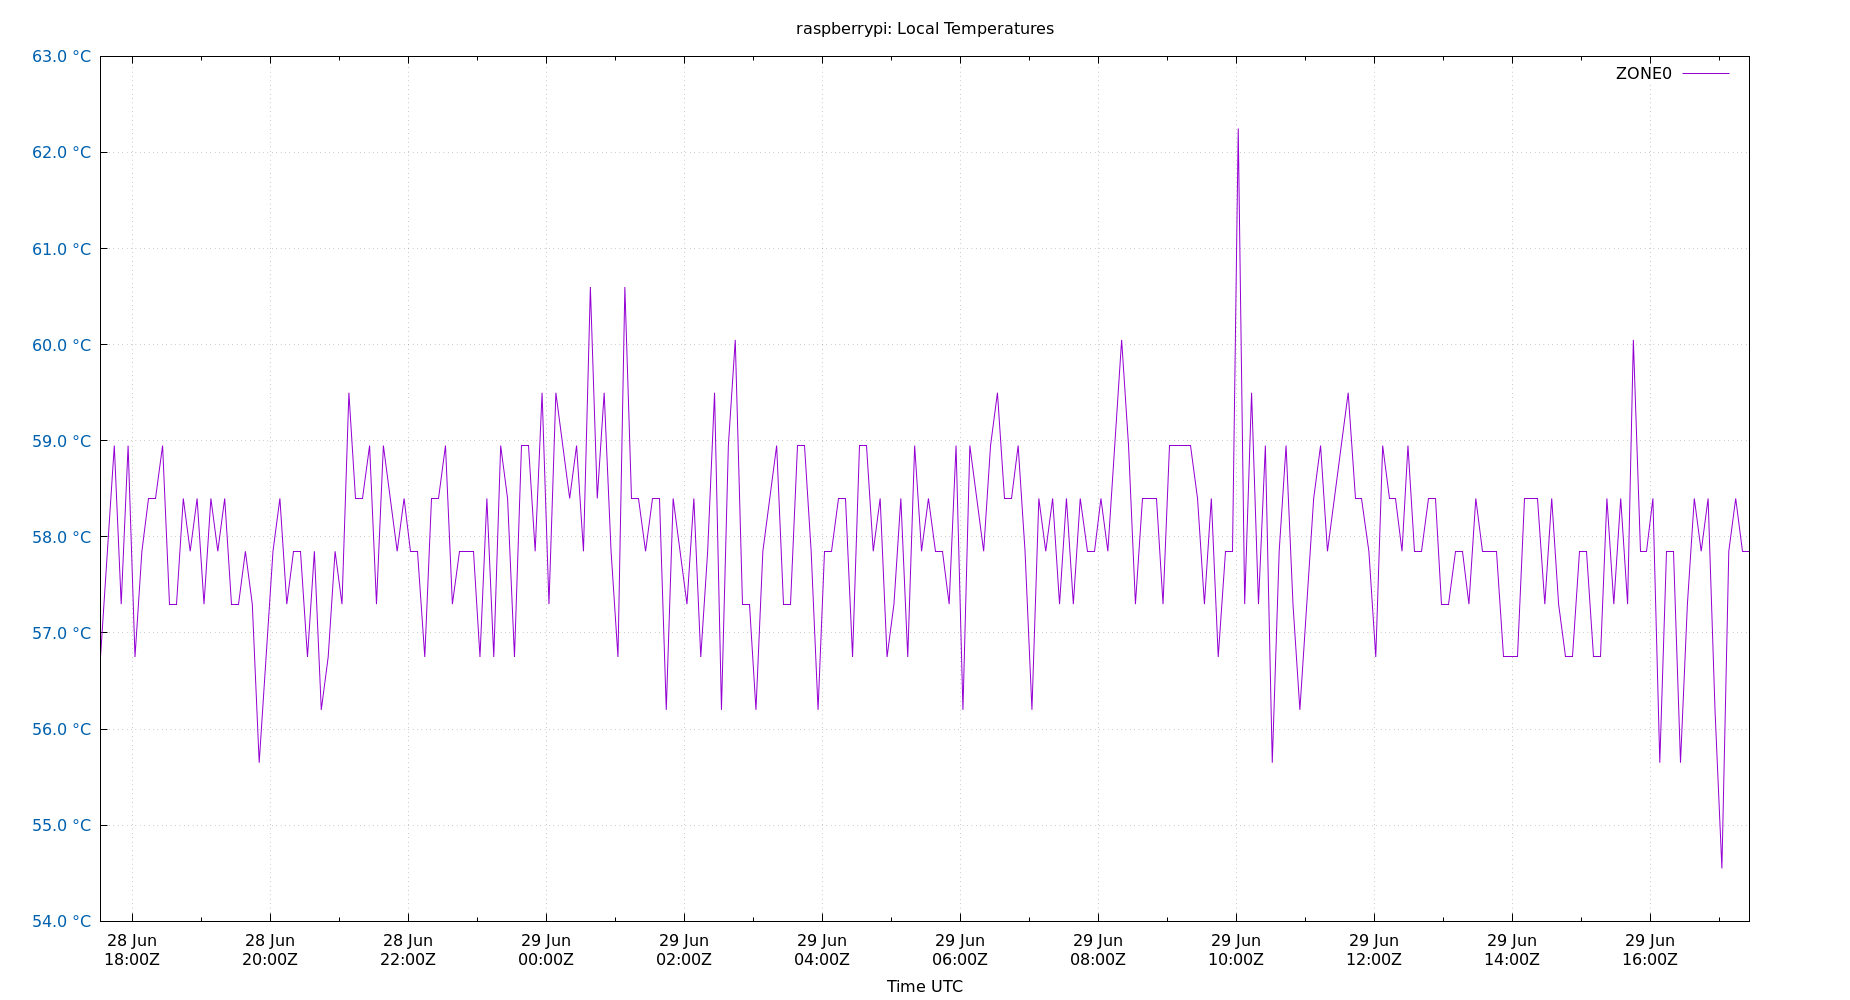 raspberrypi: Local Temperatures
63.0 °C
ZONE0
62.0 °C
61.0 °C
60.0 °C
59.0 °C
58.0 °C
57.0 °C
56.0 °C
55.0 °C
54.0 °C
28 Jun 28 Jun 28 Jun 29 Jun 29 Jun 29 Jun 29 Jun 29 Jun 29 Jun 29 Jun 29 Jun 29 Jun
18:00Z 20:00Z 22:00Z 00:00Z 02:00Z 04:00Z 06:00Z 08:00Z 10:00Z 12:00Z 14:00Z 16:00Z
Time UTC